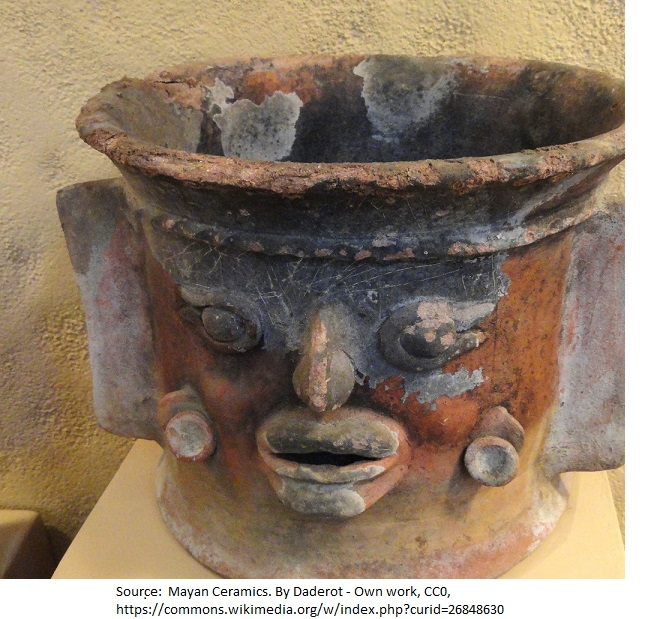 Source:  Mayan Ceramics. By Daderot - Own work, CC0,
https://commons.wikimedia.org/w/index.php?curid=26848630